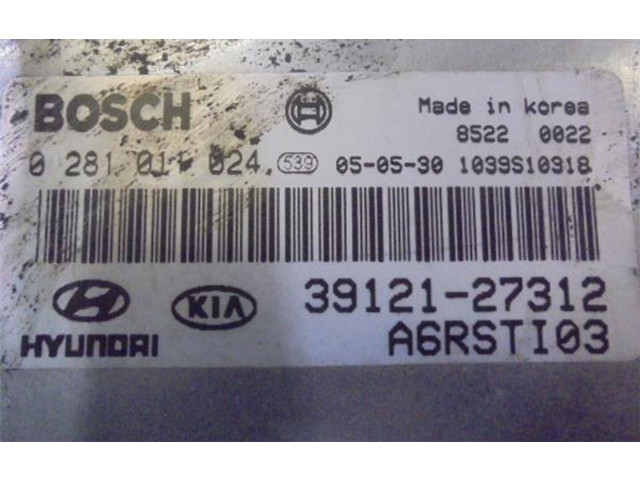 BOSCH
Made in korea
8522 0022
0 281 011 024 539 05-05-30 1039S10318
HYUNDAI KIA 39121-27312
A6RSTI03